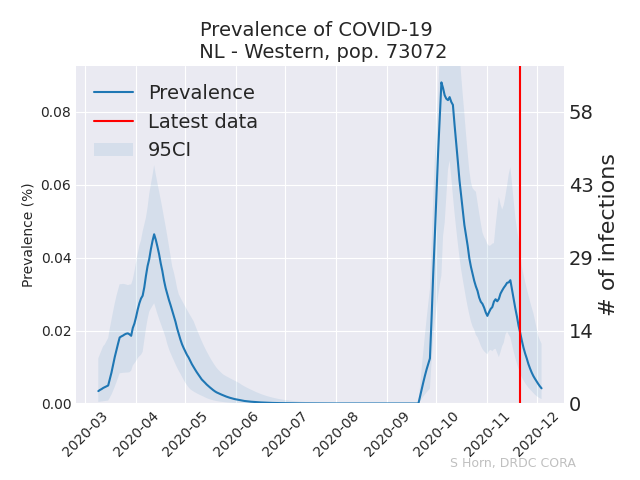 Prevalence of COVID-19
NL - Western, pop. 73072
Prevalence
Latest data
95CI
Prevalence (%)
0.08
0.06
0.04
0.02
0.00
58
43
29
14
0
# of infections
2020-03
2020-04
2020-05
2020-06
2020-07
2020-08
2020-09
2020-10
2020-11
2020-12
S Horn, DRDC CORA